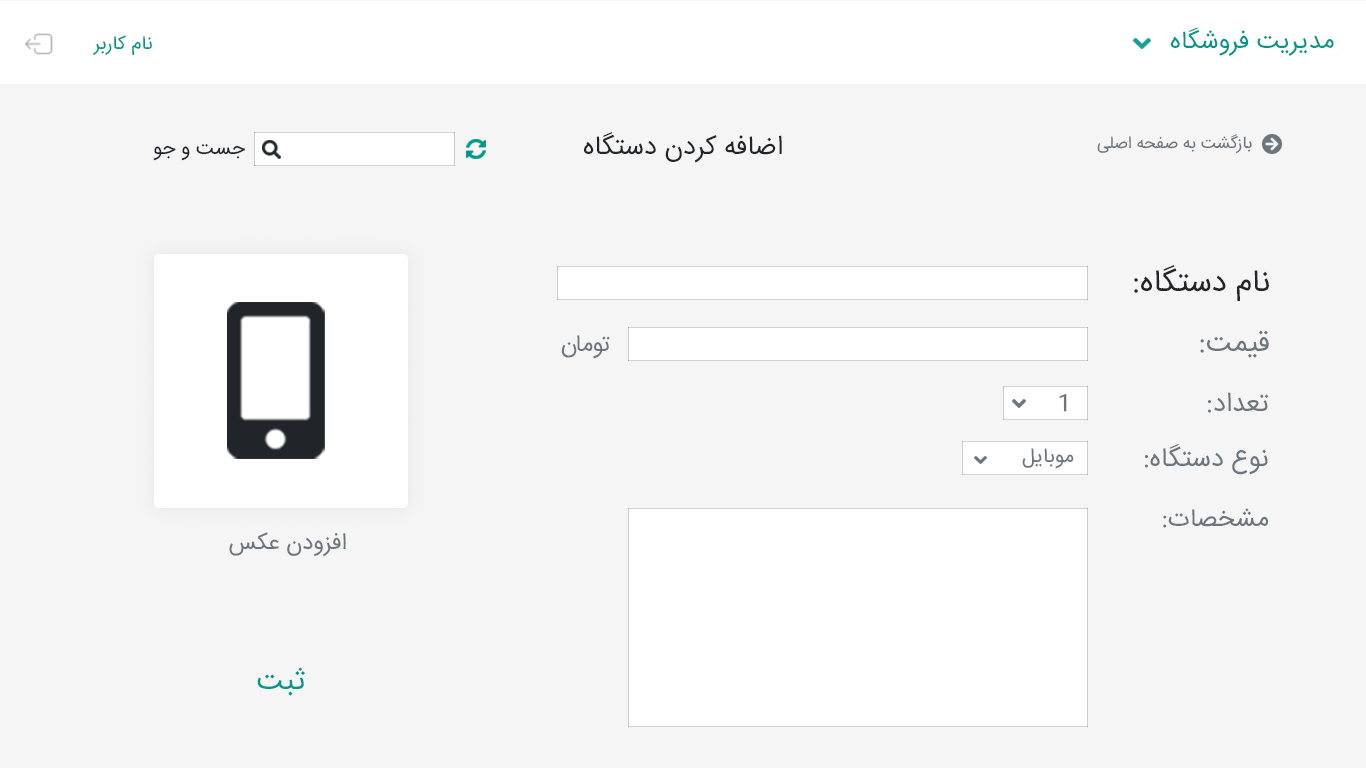 مدیریت فروشگاه
نام کاربر
بازگشت به صفحه اصلی
اضافه کردن دستگاه
جست و جو
نام دستگاه:
قیمت:
تومان
تعداد:
1
نوع دستگاه:
موبایل
مشخصات:
افزودن عکس
ثبت